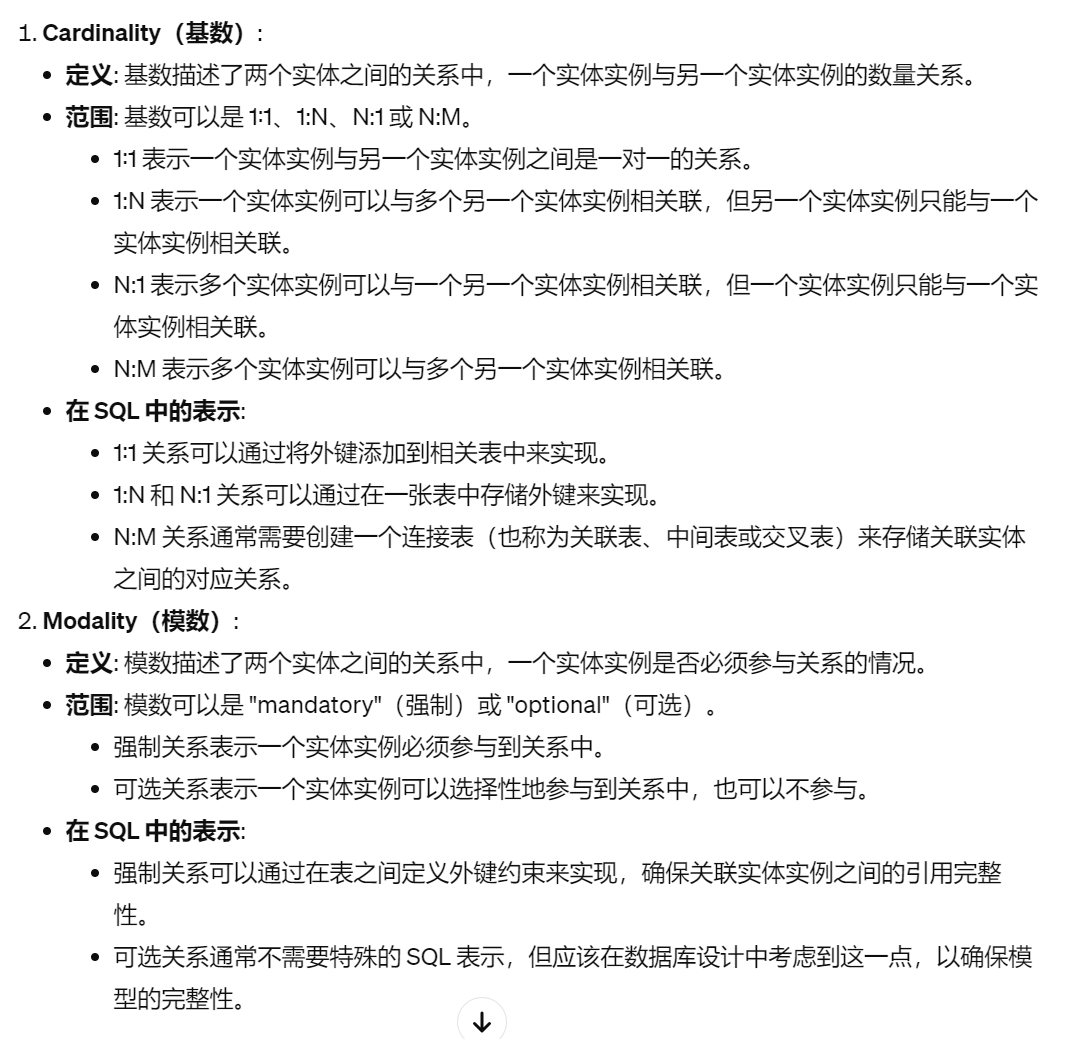 1. Cardinality（基数）:
• 定义: 基数描述了两个实体之间的关系中，一个实体实例与另一个实体实例的数量关系。
• 范围: 基数可以是 1:1、1:N、N:1 或 N:M。
• 1:1 表示一个实体实例与另一个实体实例之间是一对一的关系。
• 1:N 表示一个实体实例可以与多个另一个实体实例相关联，但另一个实体实例只能与一个
实体实例相关联。
• N:1 表示多个实体实例可以与一个另一个实体实例相关联，但一个实体实例只能与一个实
体实例相关联。
• N:M 表示多个实体实例可以与多个另一个实体实例相关联。
• 在 SQL 中的表示:
• 1:1 关系可以通过将外键添加到相关表中来实现。
• 1:N 和 N:1 关系可以通过在一张表中存储外键来实现。
• N:M 关系通常需要创建一个连接表（也称为关联表、中间表或交叉表）来存储关联实体
之间的对应关系。
2. Modality（模数）:
• 定义: 模数描述了两个实体之间的关系中，一个实体实例是否必须参与关系的情况。
• 范围: 模数可以是 "mandatory"（强制）或 "optional"（可选）。
• 强制关系表示一个实体实例必须参与到关系中。
• 可选关系表示一个实体实例可以选择性地参与到关系中，也可以不参与。
• 在 SQL 中的表示:
• 强制关系可以通过在表之间定义外键约束来实现，确保关联实体实例之间的引用完整
性。
• 可选关系通常不需要特殊的 SQL 表示，但应该在数据库设计中考虑到这一点，以确保模
型的完整性。